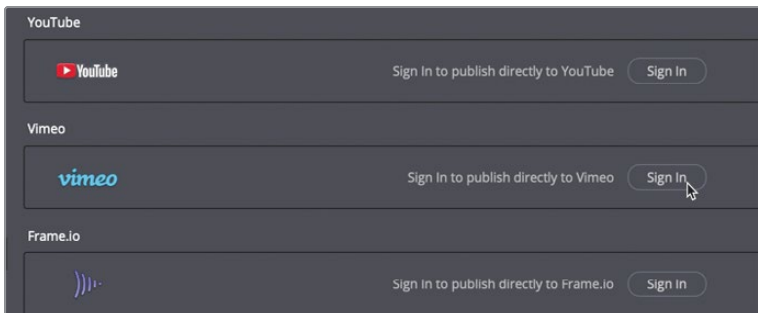 YouTube
YouTube Sign In to publish directly to YouTube Sign In
Vimeo
vimeo Sign In to publish directly to Vimeo Sign In
Frame.io
Sign In to publish directly to Frame.io Sign In